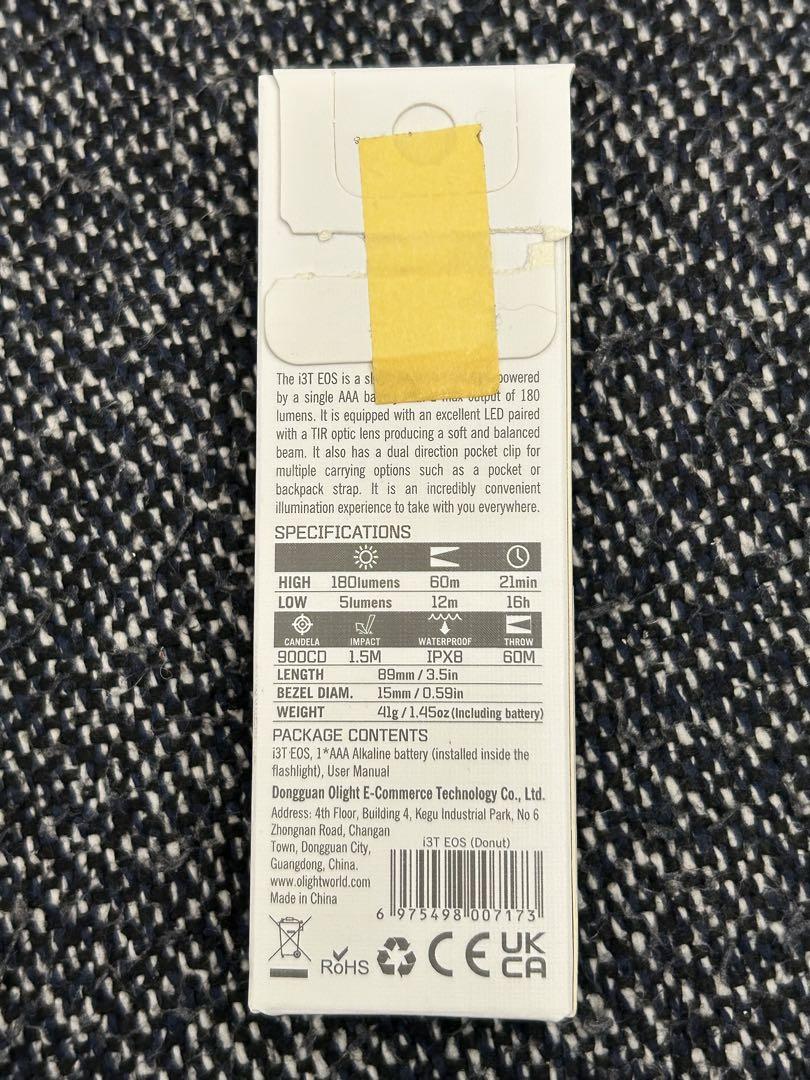 The i3T EOS is a powered
by a single AAA max output of 180
lumens. It is equipped with an excellent LED paired
with a TIR optic lens producing a soft and balanced
beam. It also has a dual direction pocket clip for
multiple carrying options such as a pocket or
backpack strap. It is an incredibly convenient
illumination experience to take with you everywhere.
SPECIFICATIONS
HIGH 180lumens 60m 21min
LOW 5lumens 12m 16h
CANDELA IMPACT WATERPROOF THROW
900CD 1.5M IPX8 60M
LENGTH 89mm / 3.5in
BEZEL DIAM. 15mm / 0.59in
WEIGHT 41g / 1.45oz (Including battery)
PACKAGE CONTENTS
i3T EOS, 1*AAA Alkaline battery (installed inside the
flashlight), User Manual
Dongguan Olight E-Commerce Technology Co., Ltd.
Address: 4th Floor, Building 4, Kegu Industrial Park, No 6
Zhongnan Road, Changan
Town, Dongguan City,
Guangdong, China.
www.olightworld.com
Made in China
i3T EOS (Donut)
6 975498 007173
RoHS CE UK
CA